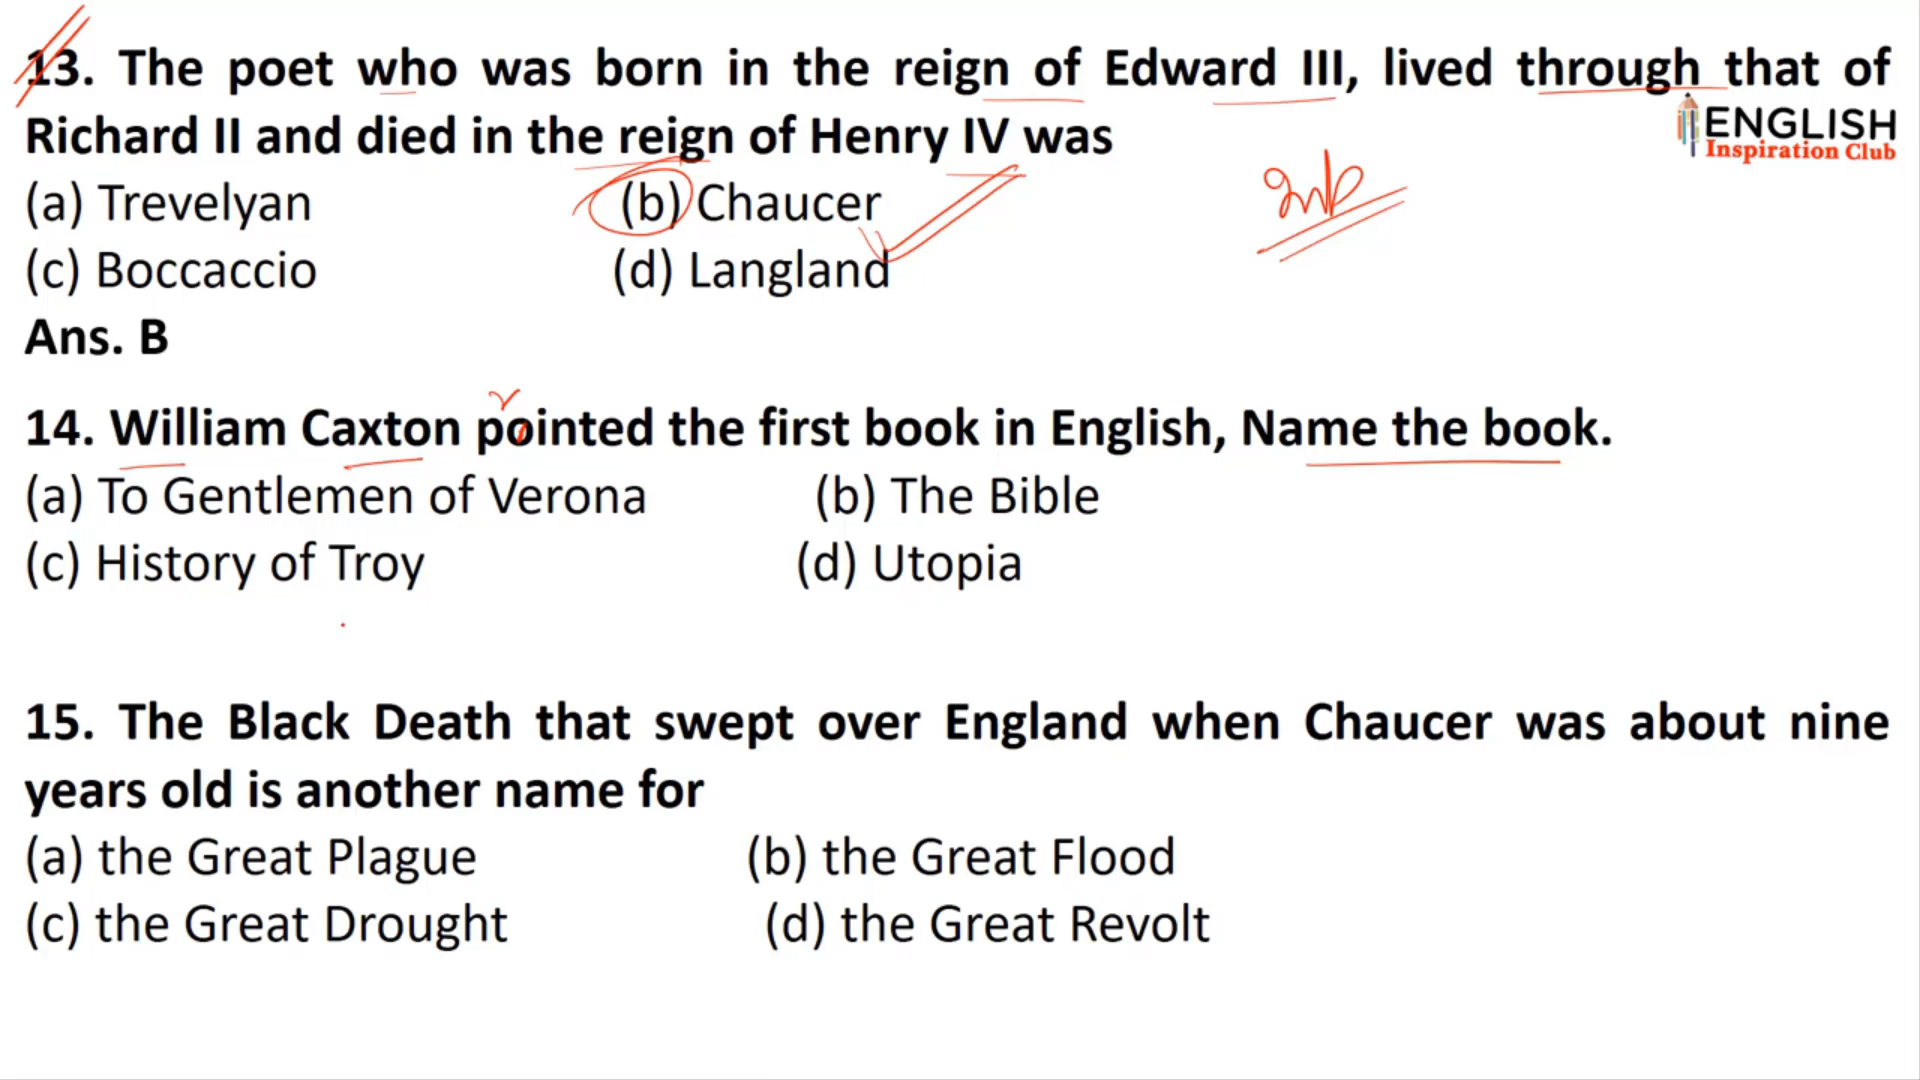 13. The poet who was born in the reign of Edward III, lived through that of
Richard II and died in the reign of Henry IV was
ENGLISH
Inspiration Club
(a) Trevelyan (b) Chaucer
Imp
(c) Boccaccio (d) Langland
Ans. B
r
14. William Caxton pointed the first book in English, Name the book.
(a) To Gentlemen of Verona (b) The Bible
(c) History of Troy (d) Utopia
15. The Black Death that swept over England when Chaucer was about nine
years old is another name for
(a) the Great Plague (b) the Great Flood
(c) the Great Drought (d) the Great Revolt